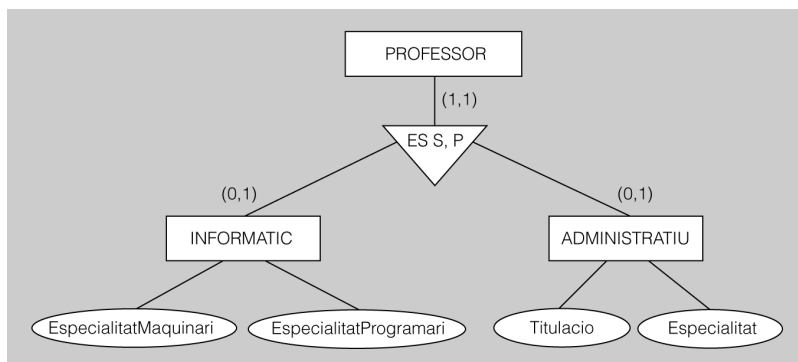 PROFESSOR
(1,1)
ES S, P
(0,1)
(0,1)
INFORMATIC
ADMINISTRATIU
EspecialitatMaquinari
EspecialitatProgramari
Titulacio
Especialitat